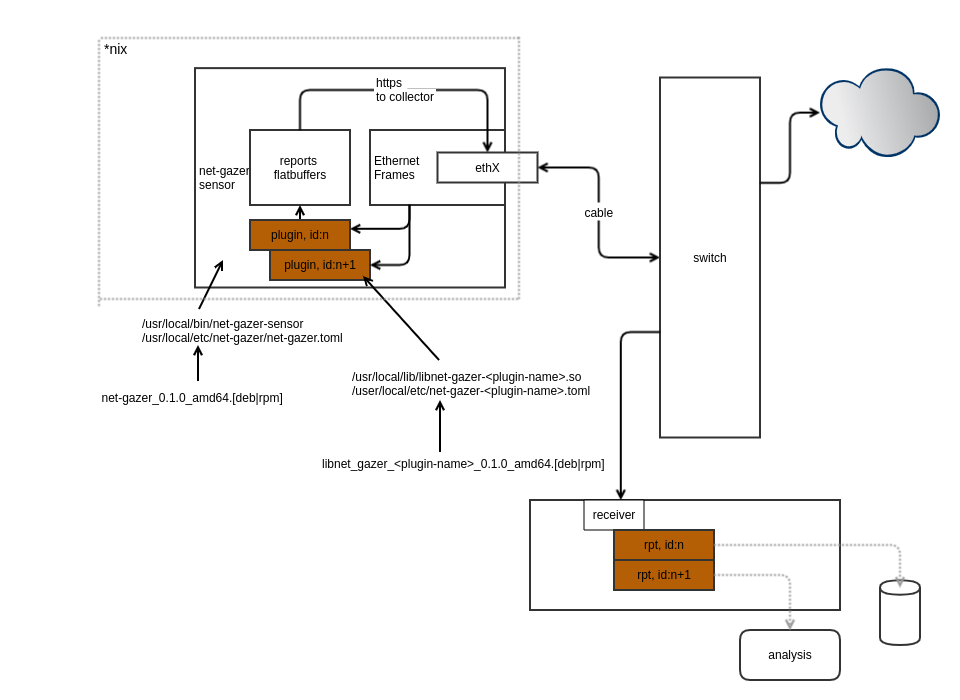 *nix
https
to collector
net-gazer
sensor
reports
flatbuffers
Ethernet
Frames
ethX
plugin, id:n
plugin, id:n+1
cable
switch
/usr/local/bin/net-gazer-sensor
/usr/local/etc/net-gazer/net-gazer.toml
net-gazer_0.1.0_amd64.[deb|rpm]
/usr/local/lib/libnet-gazer-<plugin-name>.so
/user/local/etc/net-gazer-<plugin-name>.toml
libnet_gazer_<plugin-name>_0.1.0_amd64.[deb|rpm]
receiver
rpt, id:n
rpt, id:n+1
analysis